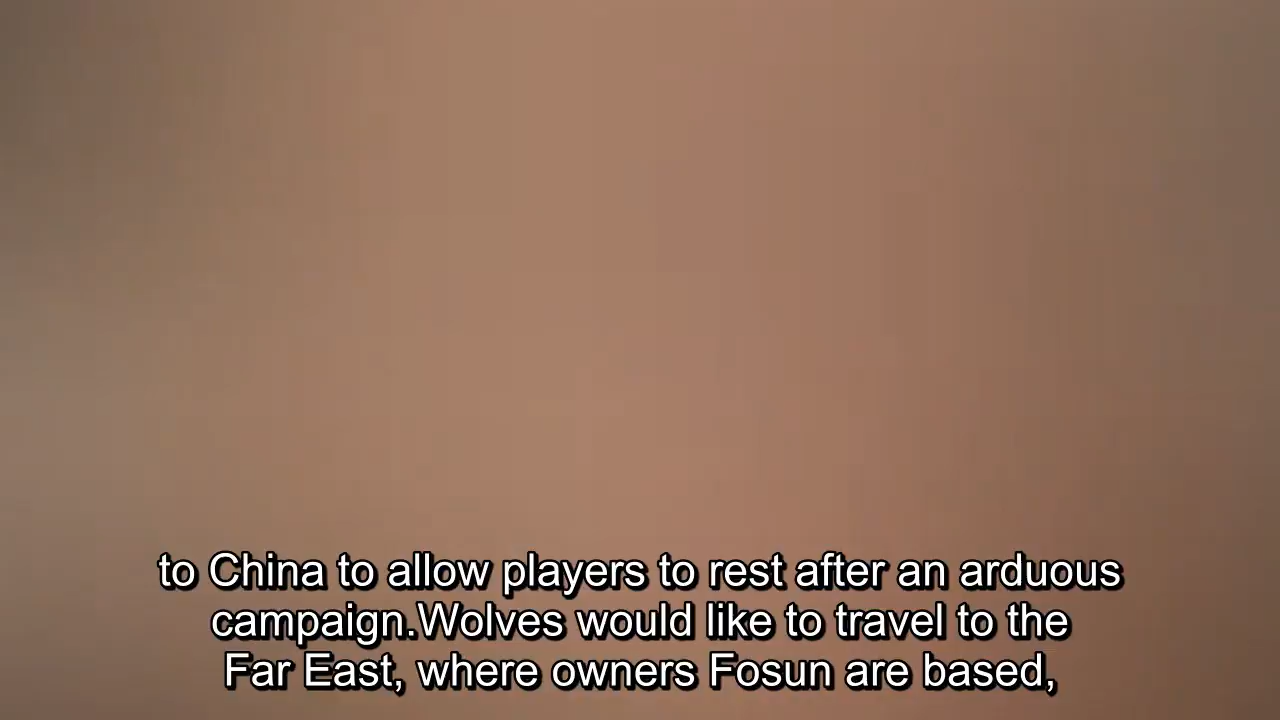 to China to allow players to rest after an arduous
campaign.Wolves would like to travel to the
Far East, where owners Fosun are based,